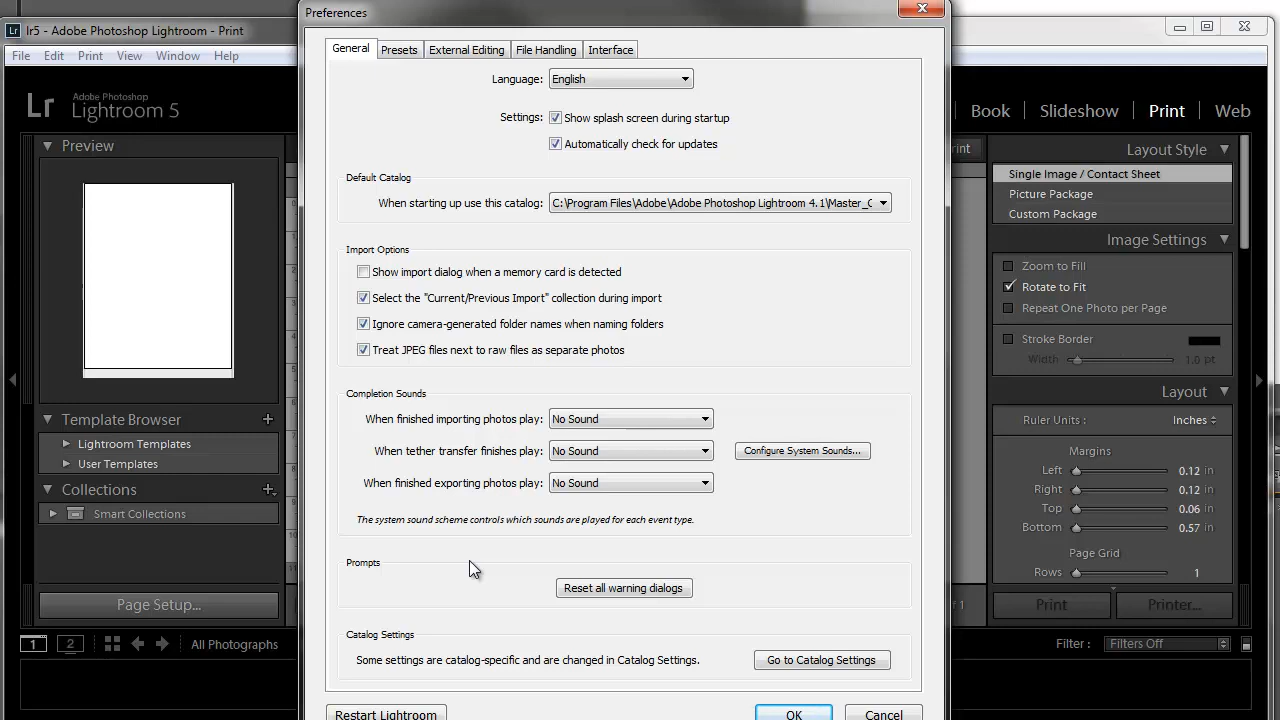 Preferences
Lr lr5 - Adobe Photoshop Lightroom - Print
File Edit Print View Window Help
Lr Adobe Photoshop
Lightroom 5
Book Slideshow Print Web
General Presets External Editing File Handling Interface
Language: English
Settings: Show splash screen during startup
Automatically check for updates
Default Catalog
When starting up use this catalog: C:\Program Files\Adobe\Adobe Photoshop Lightroom 4.1\Master_C
Import Options
Show import dialog when a memory card is detected
Select the "Current/Previous Import" collection during import
Ignore camera-generated folder names when naming folders
Treat JPEG files next to raw files as separate photos
Completion Sounds
When finished importing photos play: No Sound
When tether transfer finishes play: No Sound Configure System Sounds...
When finished exporting photos play: No Sound
The system sound scheme controls which sounds are played for each event type.
Prompts
Reset all warning dialogs
Catalog Settings
Some settings are catalog-specific and are changed in Catalog Settings. Go to Catalog Settings
Restart Lightroom OK Cancel
Preview
Template Browser
Lightroom Templates
User Templates
Collections
Smart Collections
Page Setup...
1 2 All Photographs
Layout Style
Single Image / Contact Sheet
Picture Package
Custom Package
Image Settings
Zoom to Fill
Rotate to Fit
Repeat One Photo per Page
Stroke Border
Width 1.0 pt
Layout
Ruler Units : Inches
Margins
Left 0.12 in
Right 0.12 in
Top 0.06 in
Bottom 0.57 in
Page Grid
Rows 1
Print Printer...
Filter : Filters Off